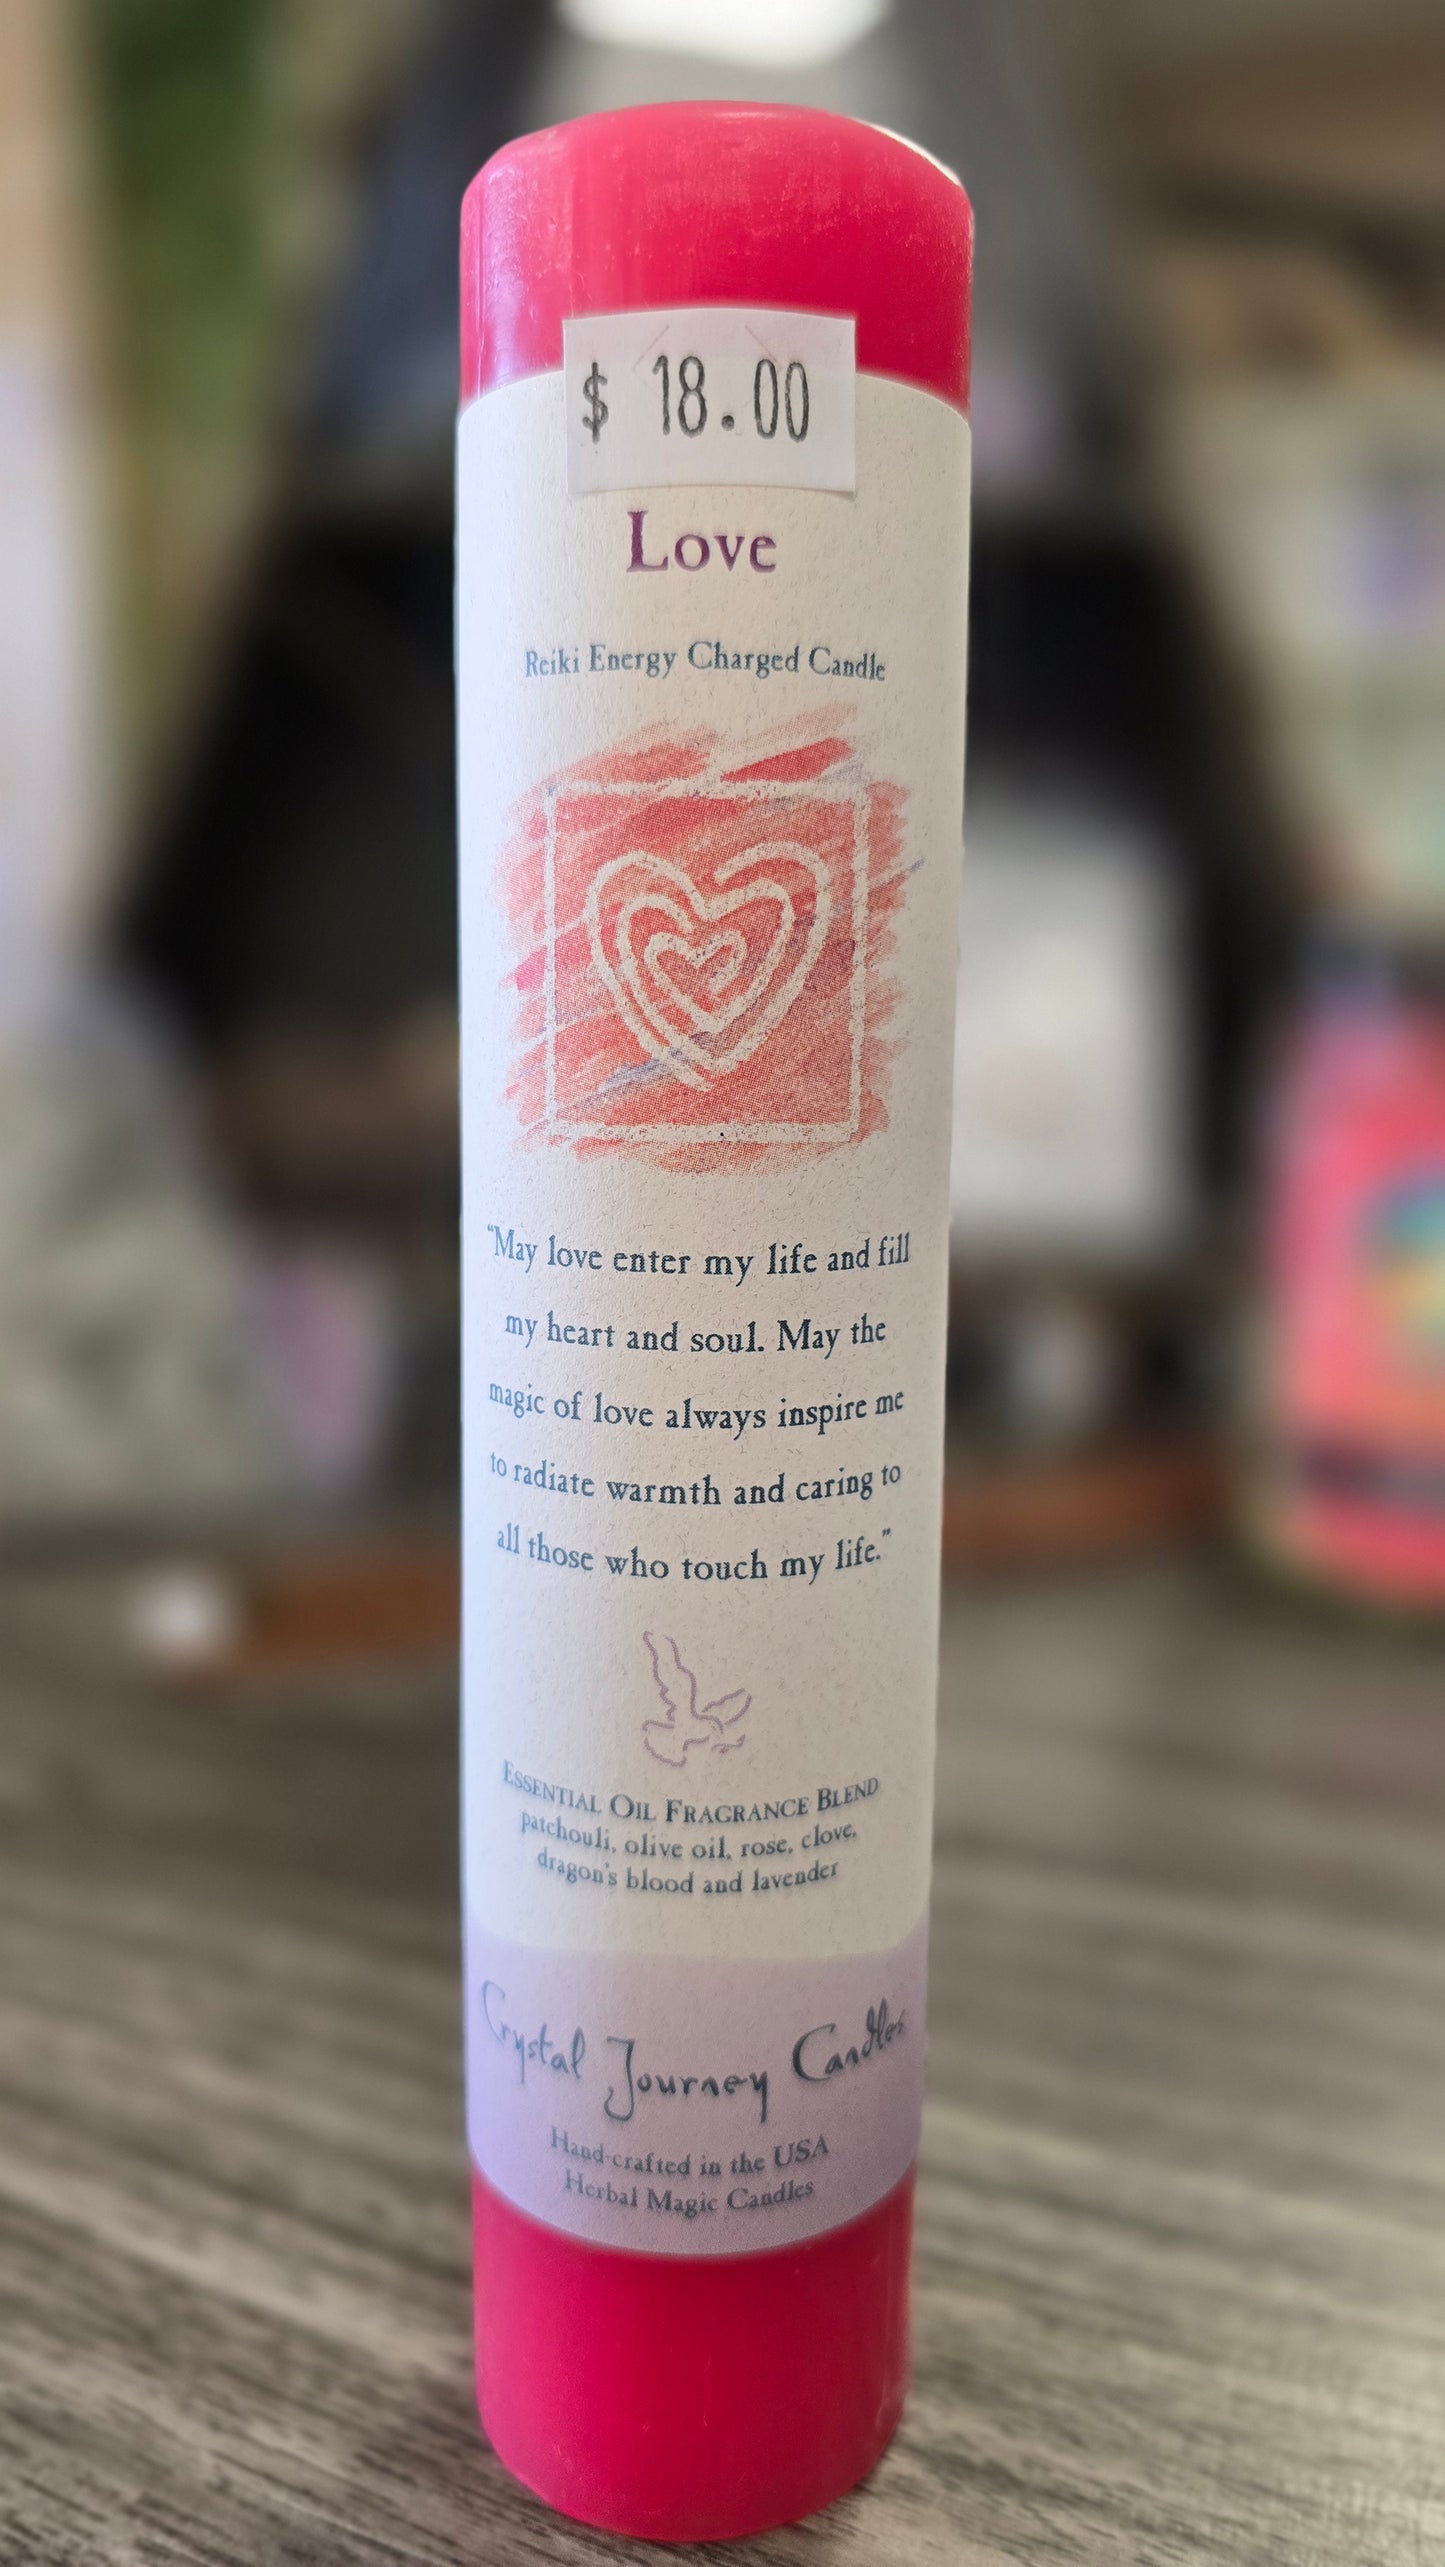 $ 18.00
Love
Reiki Energy Charged Candle
"May love enter my life and fill
my heart and soul. May the
magic of love always inspire me
to radiate warmth and caring to
all those who touch my life."
Essential Oil Fragrance Blend
patchouli, olive oil, rose, clove,
dragon's blood and lavender
Crystal Journey Candles
Hand-crafted in the USA
Herbal Magic Candles